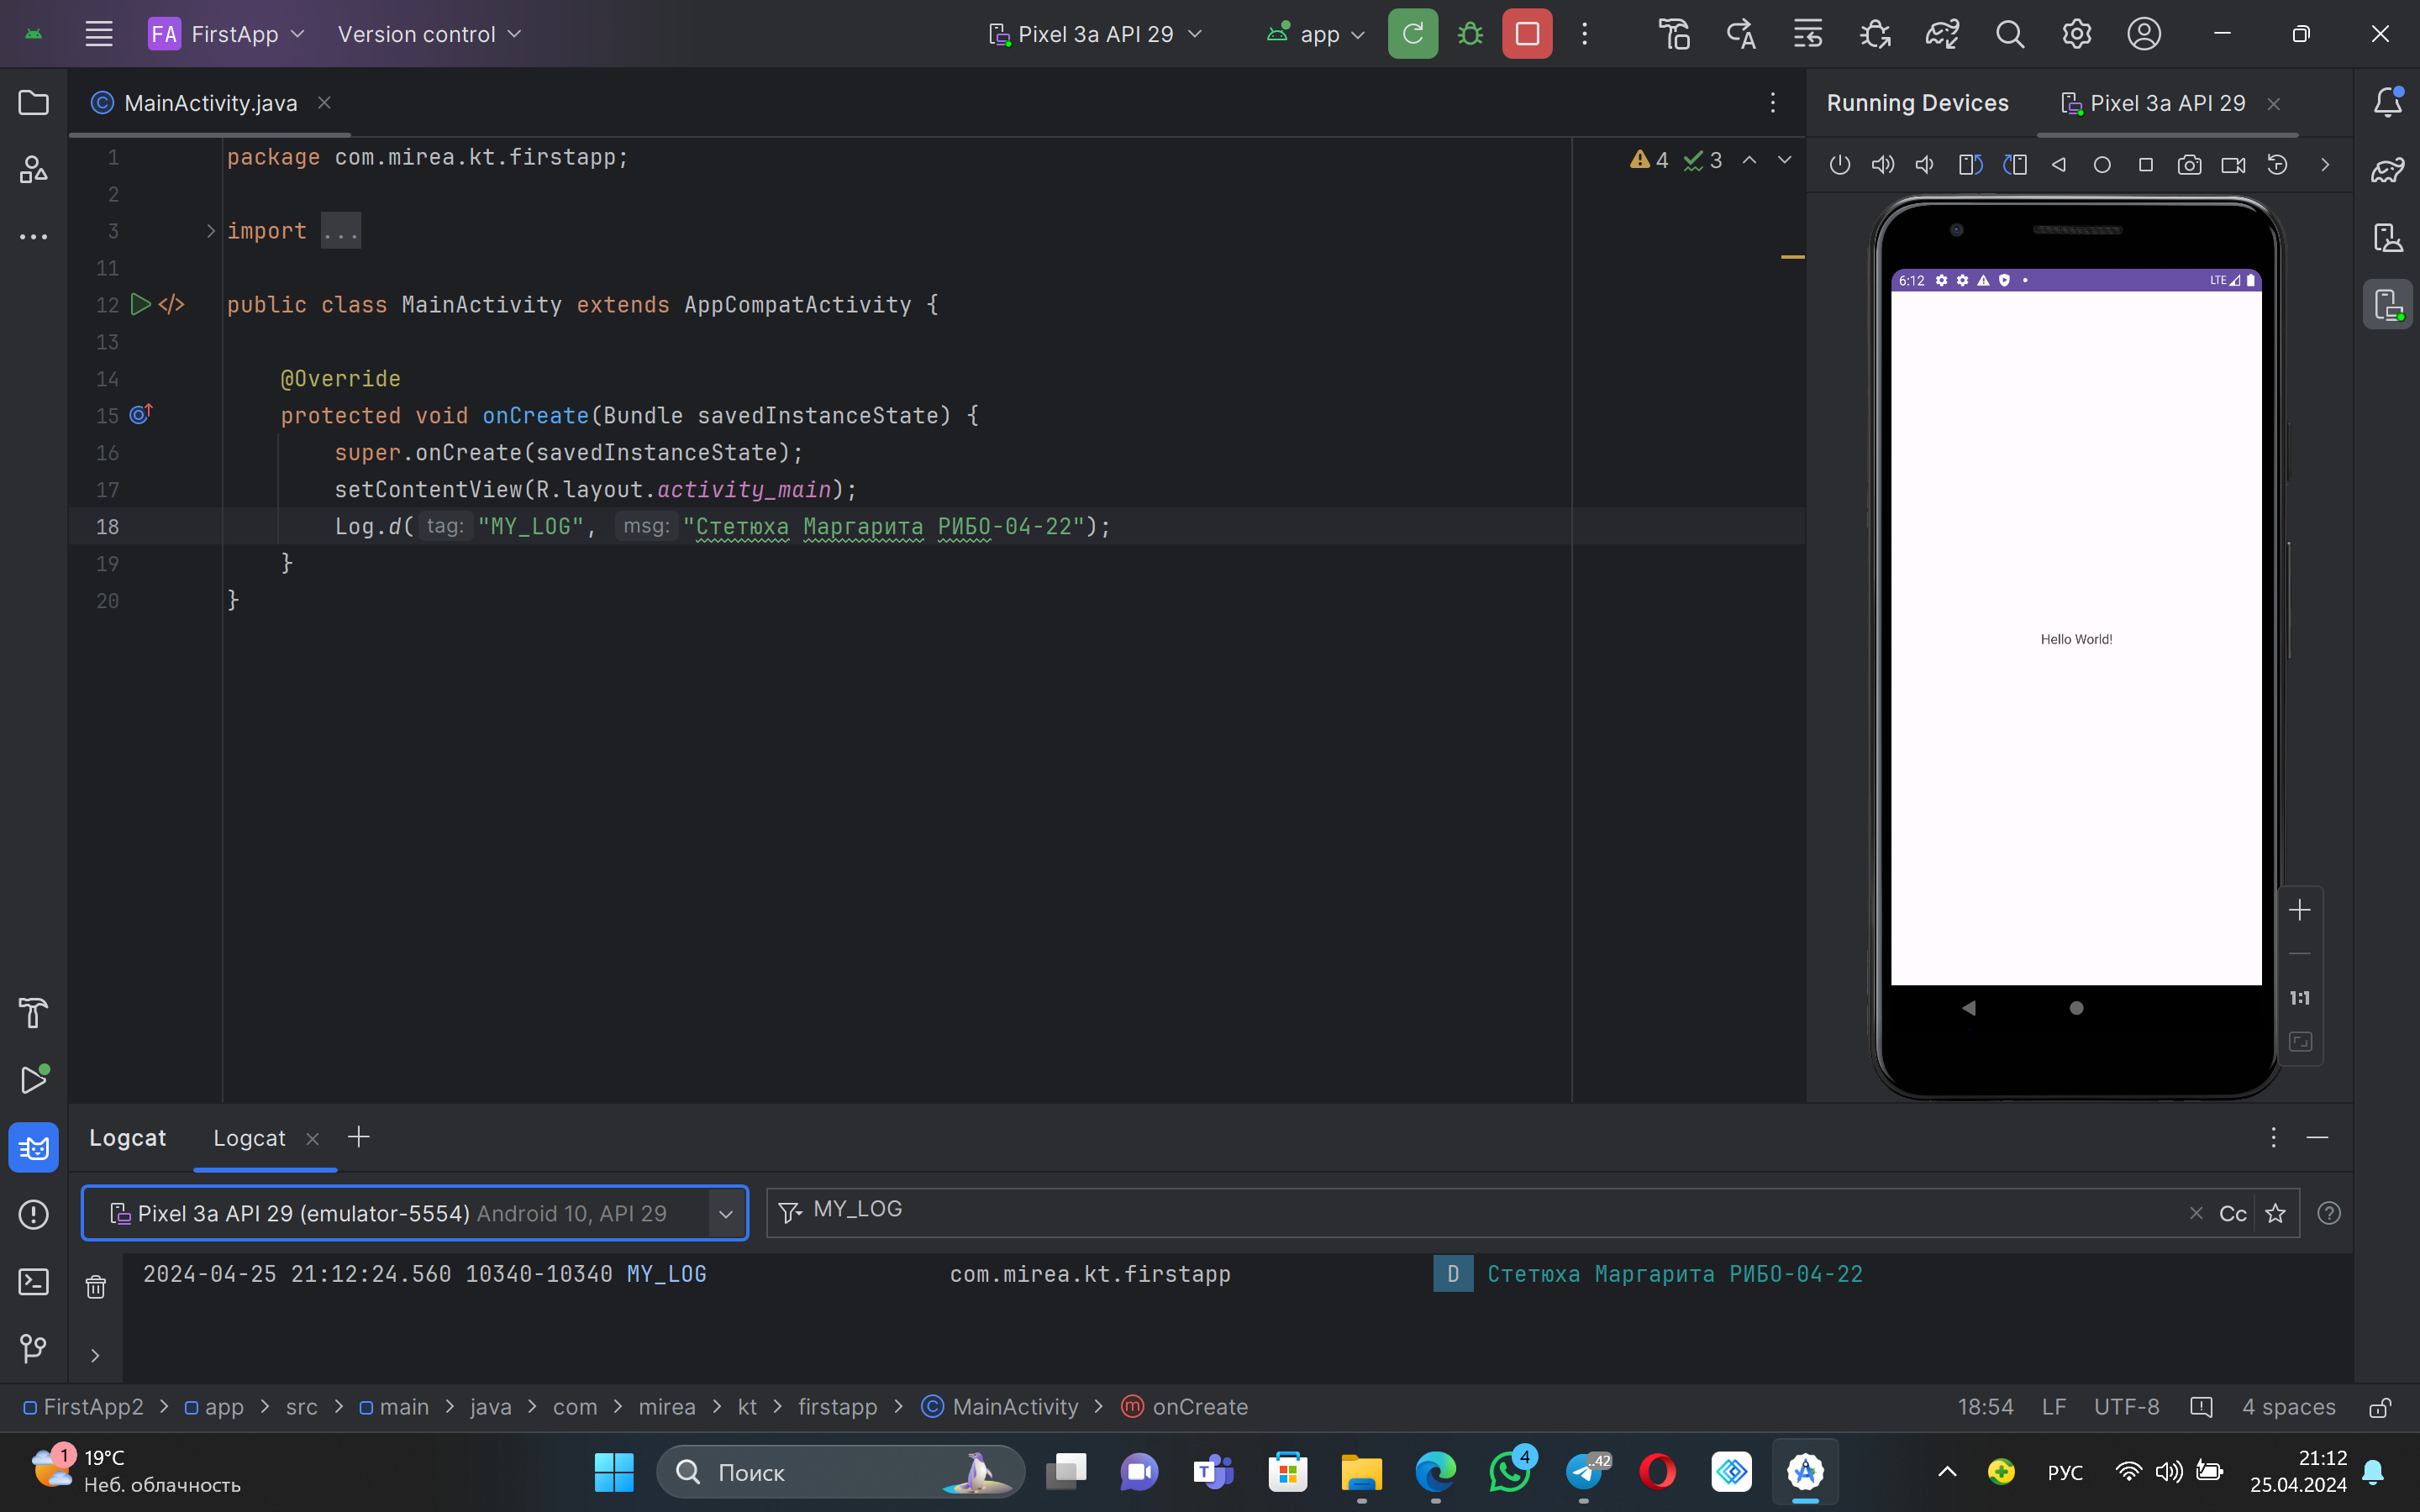 FA FirstApp Version control Pixel 3a API 29 app
MainActivity.java
Running Devices Pixel 3a API 29
4 3
1 package com.mirea.kt.firstapp;
2
3 import ...
11
12 public class MainActivity extends AppCompatActivity {
13
14 @Override
15 protected void onCreate(Bundle savedInstanceState) {
16 super.onCreate(savedInstanceState);
17 setContentView(R.layout.activity_main);
18 Log.d( tag: "MY_LOG", msg: "Стетюха Маргарита РИБО-04-22");
19 }
20 }
6:12 LTE
Hello World!
1:1
Logcat Logcat
Pixel 3a API 29 (emulator-5554) Android 10, API 29 MY_LOG Cc
2024-04-25 21:12:24.560 10340-10340 MY_LOG com.mirea.kt.firstapp D Стетюха Маргарита РИБО-04-22
FirstApp2 > app > src > main > java > com > mirea > kt > firstapp > MainActivity > onCreate 18:54 LF UTF-8 4 spaces
1 19°C
Неб. облачность
Поиск
4
..42
РУС
21:12
25.04.2024